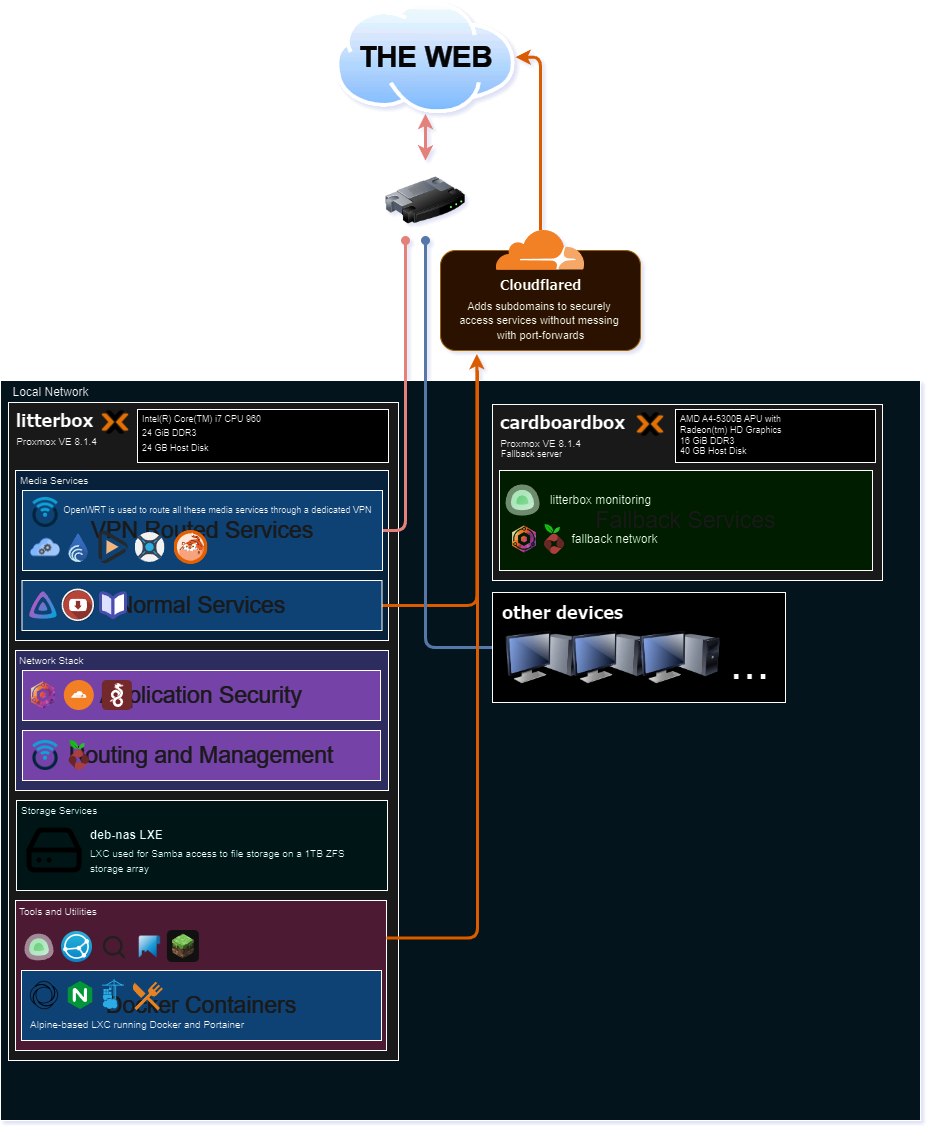 THE WEB
Cloudflared
Adds subdomains to securely
access services without messing
with port-forwards
Local Network
litterbox
Proxmox VE 8.1.4
Intel(R) Core(TM) i7 CPU 960
24 GiB DDR3
24 GB Host Disk
Media Services
OpenWRT is used to route all these media services through a dedicated VPN
VPN Routed Services
Normal Services
Network Stack
Application Security
Routing and Management
Storage Services
deb-nas LXE
LXC used for Samba access to file storage on a 1TB ZFS
storage array
Tools and Utilities
Docker Containers
Alpine-based LXC running Docker and Portainer
cardboardbox
Proxmox VE 8.1.4
Fallback server
AMD A4-5300B APU with
Radeon(tm) HD Graphics
16 GiB DDR3
40 GB Host Disk
litterbox monitoring
Fallback Services
fallback network
other devices
...